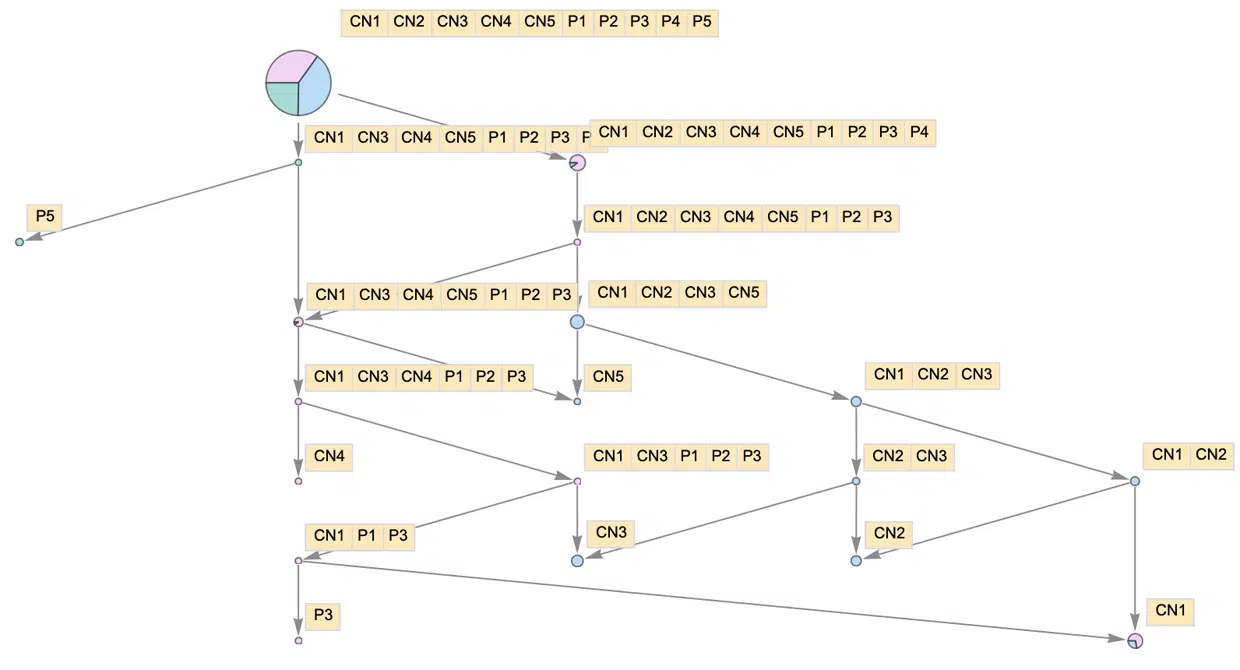 CN1 CN2 CN3 CN4 CN5 P1 P2 P3 P4 P5
CN1 CN3 CN4 CN5 P1 P2 P3
CN1 CN2 CN3 CN4 CN5 P1 P2 P3 P4
P5
CN1 CN2 CN3 CN4 CN5 P1 P2 P3
CN1 CN3 CN4 CN5 P1 P2 P3
CN1 CN2 CN3 CN5
CN1 CN3 CN4 P1 P2 P3
CN5
CN1 CN2 CN3
CN4
CN1 CN3 P1 P2 P3
CN2 CN3
CN1 CN2
CN1 P1 P3
CN3
CN2
P3
CN1